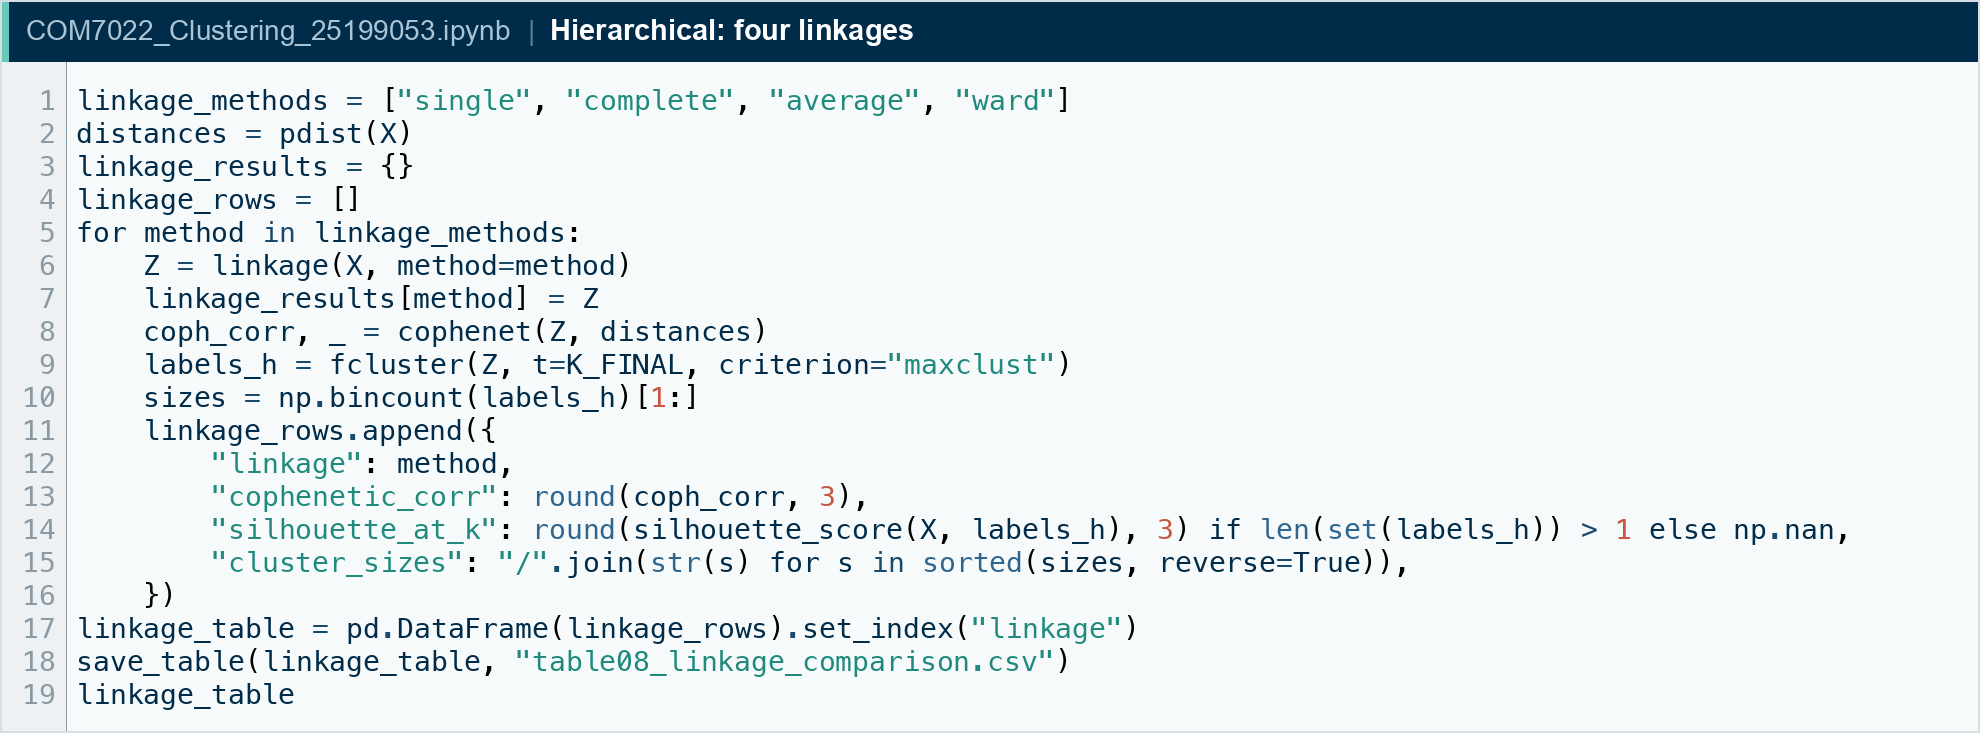 COM7022_Clustering_25199053.ipynb | Hierarchical: four linkages
1 linkage_methods = ["single", "complete", "average", "ward"]
2 distances = pdist(X)
3 linkage_results = {}
4 linkage_rows = []
5 for method in linkage_methods:
6     Z = linkage(X, method=method)
7     linkage_results[method] = Z
8     coph_corr, _ = cophenet(Z, distances)
9     labels_h = fcluster(Z, t=K_FINAL, criterion="maxclust")
10     sizes = np.bincount(labels_h)[1:]
11     linkage_rows.append({
12         "linkage": method,
13         "cophenetic_corr": round(coph_corr, 3),
14         "silhouette_at_k": round(silhouette_score(X, labels_h), 3) if len(set(labels_h)) > 1 else np.nan,
15         "cluster_sizes": "/".join(str(s) for s in sorted(sizes, reverse=True)),
16     })
17 linkage_table = pd.DataFrame(linkage_rows).set_index("linkage")
18 save_table(linkage_table, "table08_linkage_comparison.csv")
19 linkage_table